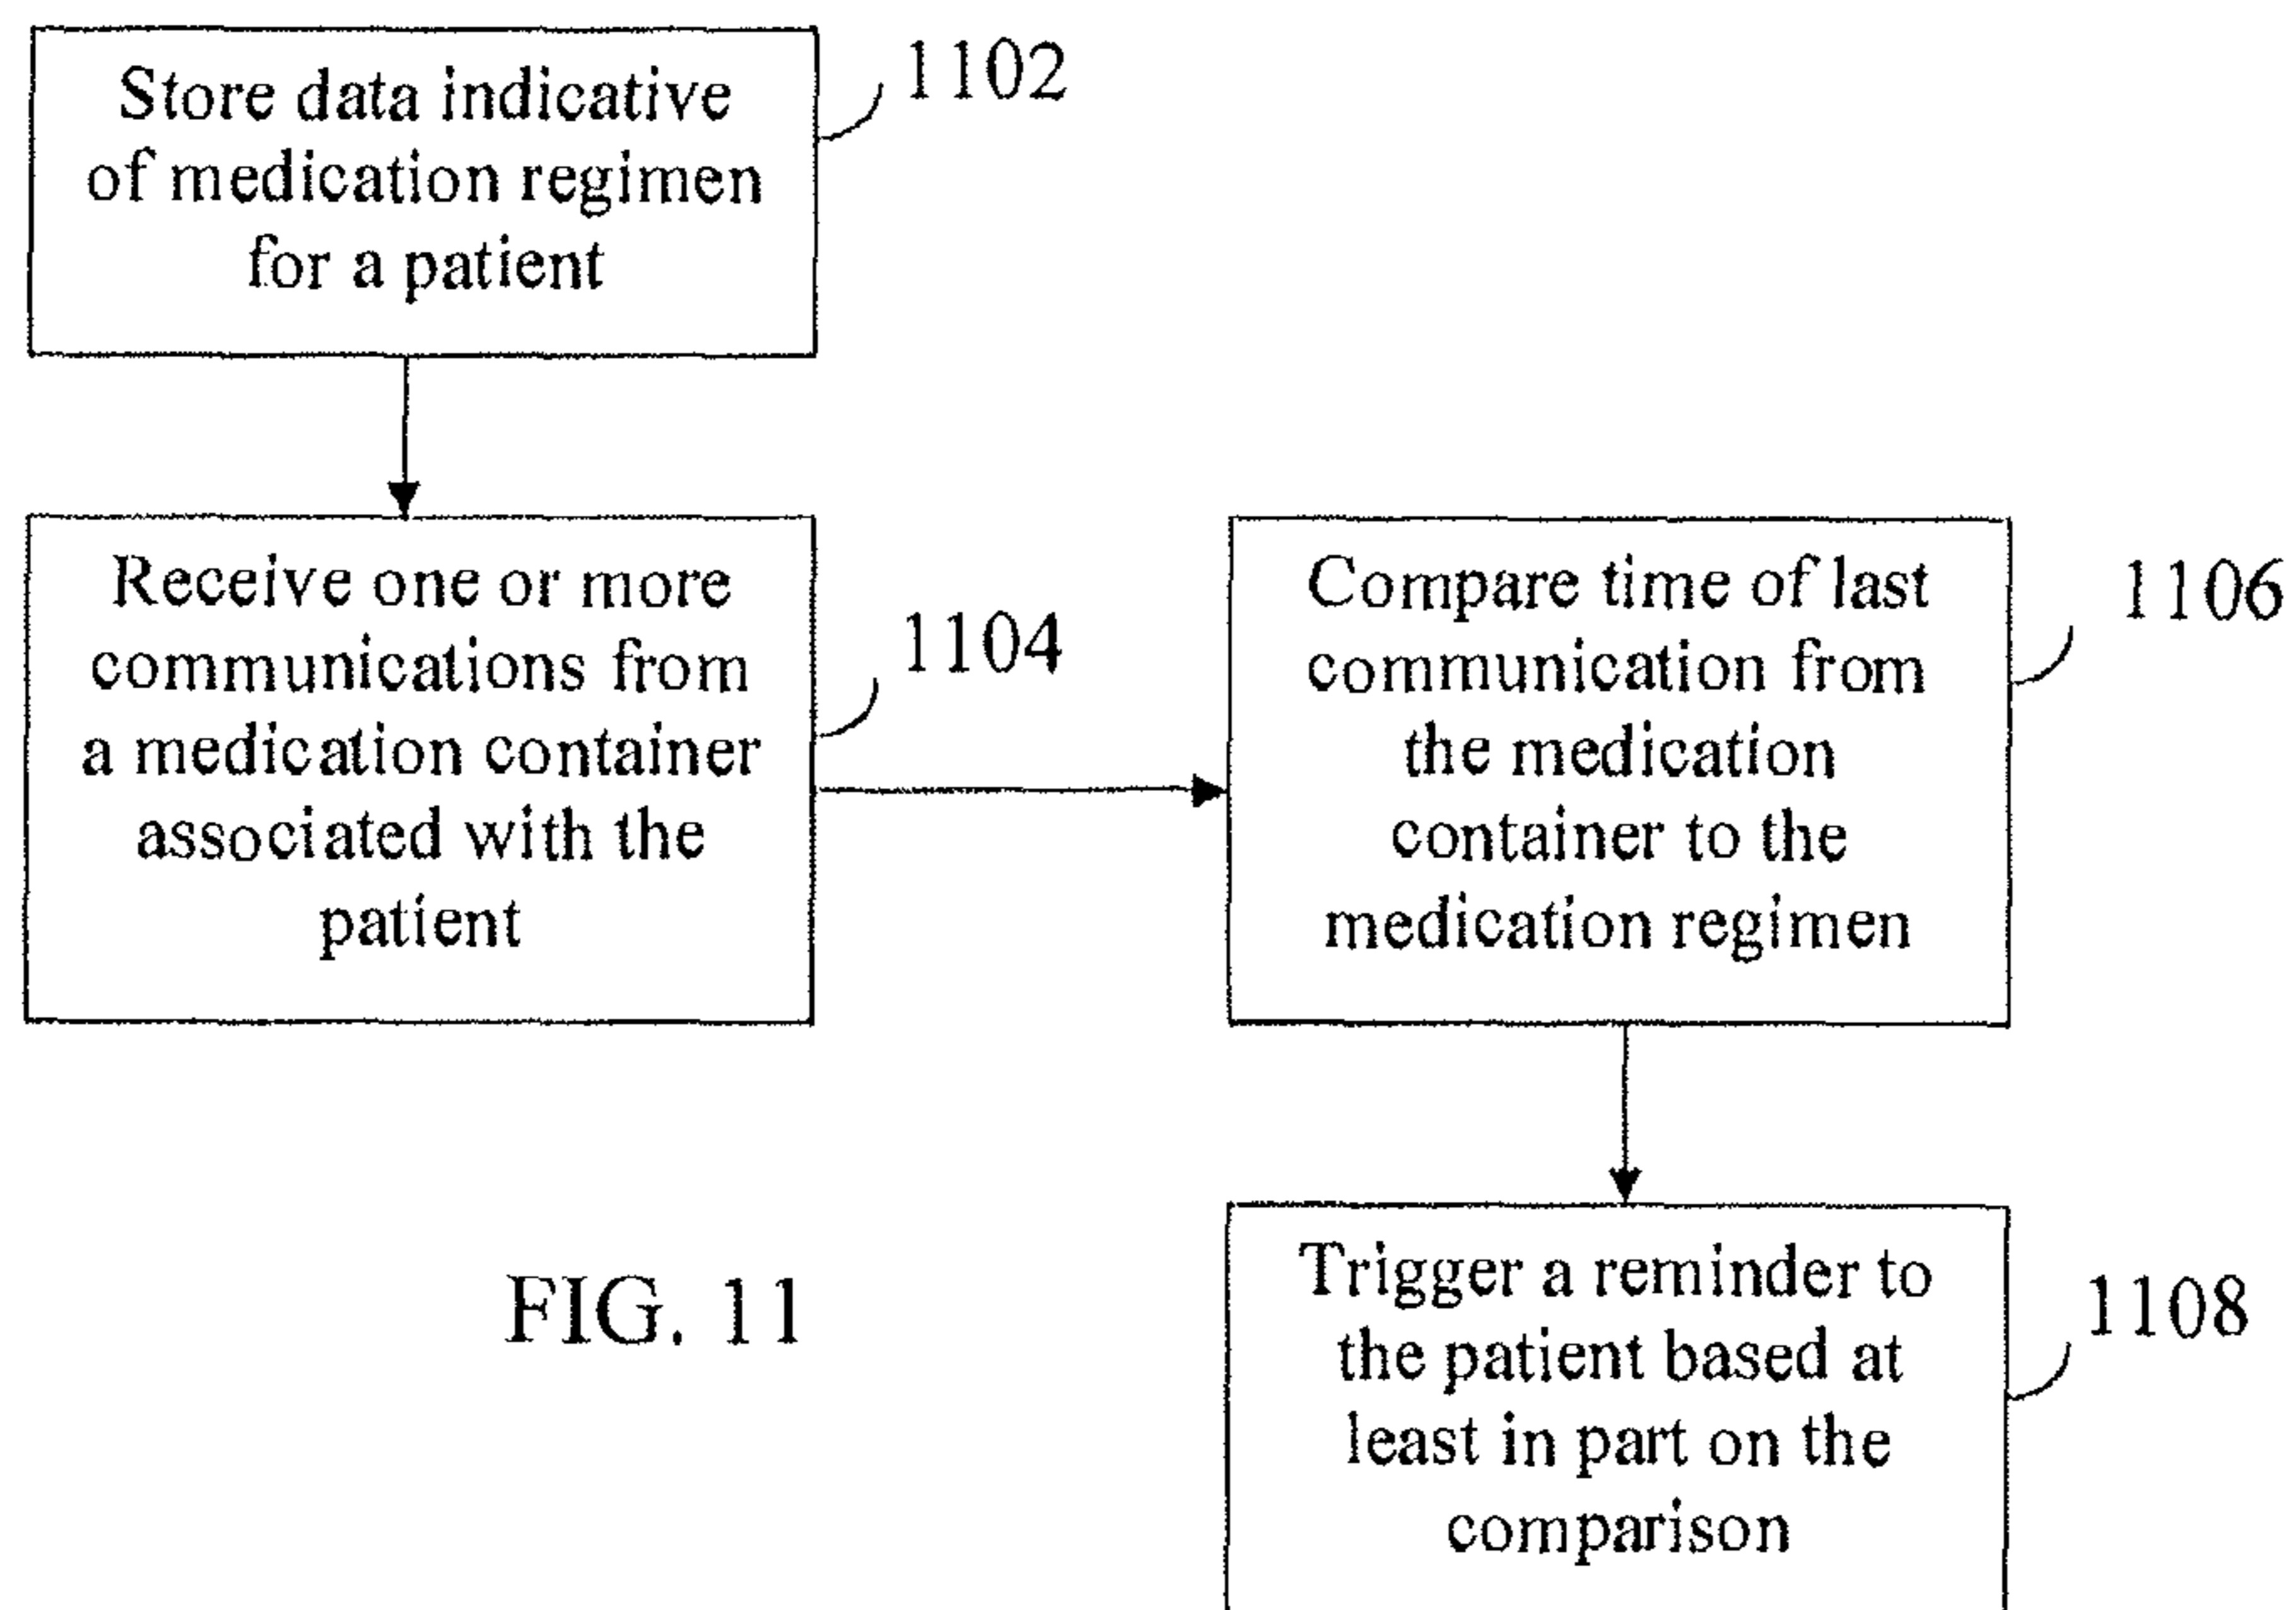 Store data indicative
of medication regimen
for a patient
1102
Receive one or more
communications from
a medication container
associated with the
patient
1104
Compare time of last
communication from
the medication
container to the
medication regimen
1106
Trigger a reminder to
the patient based at
least in part on the
comparison
1108
FIG. 11